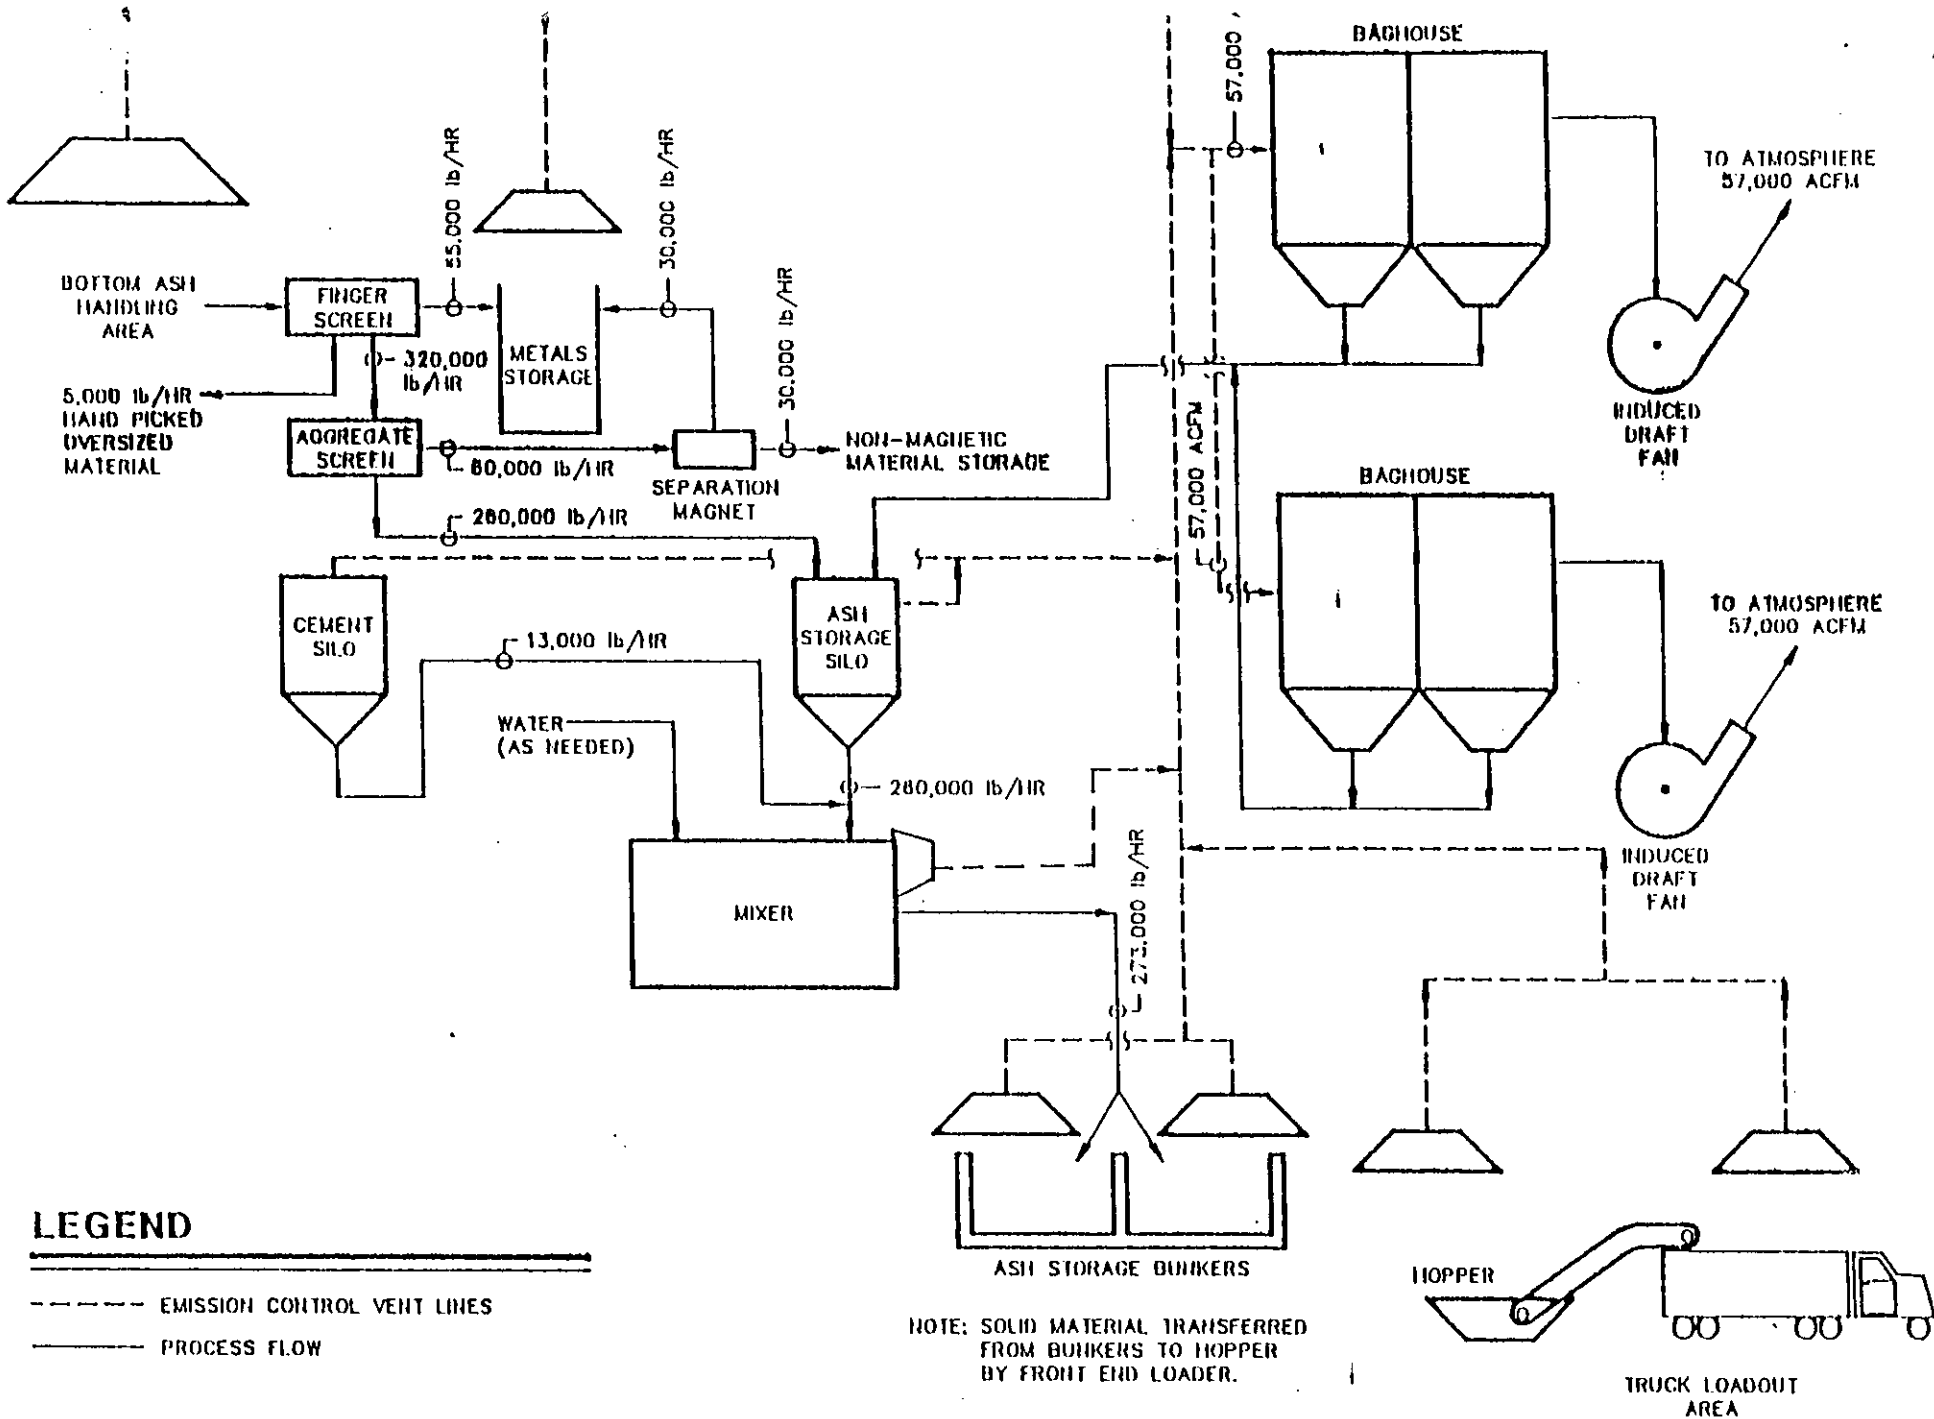 BAGHOUSE
57,000
TO ATMOSPHERE
57,000 ACFM
55,000 lb/HR
30,000 lb/HR
30,000 lb/HR
BOTTOM ASH
HANDLING
AREA
FINGER
SCREEN
METALS
STORAGE
320,000
lb/HR
5,000 lb/HR
HAND PICKED
OVERSIZED
MATERIAL
AGGREGATE
SCREEN
60,000 lb/HR
SEPARATION
MAGNET
NON-MAGNETIC
MATERIAL STORAGE
INDUCED
DRAFT
FAN
57,000 ACFM
BAGHOUSE
260,000 lb/HR
CEMENT
SILO
13,000 lb/HR
ASH
STORAGE
SILO
TO ATMOSPHERE
57,000 ACFM
WATER
(AS NEEDED)
260,000 lb/HR
MIXER
273,000 lb/HR
INDUCED
DRAFT
FAN
ASH STORAGE BUNKERS
HOPPER
NOTE: SOLID MATERIAL TRANSFERRED
FROM BUNKERS TO HOPPER
BY FRONT END LOADER.
TRUCK LOADOUT
AREA
LEGEND
EMISSION CONTROL VENT LINES
PROCESS FLOW